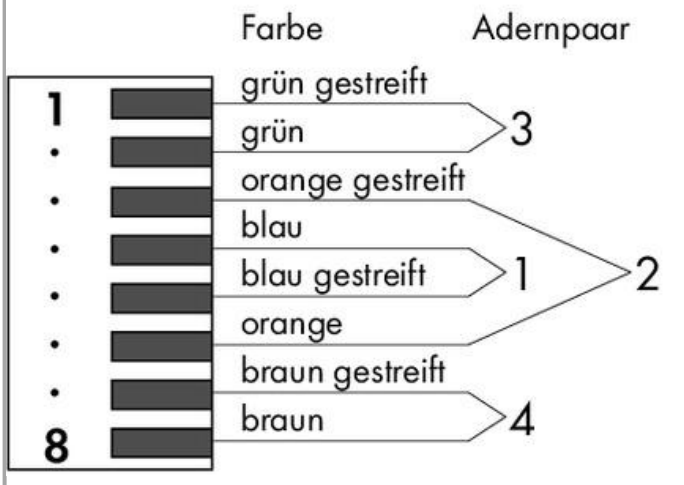 Farbe Adernpaar
1 grün gestreift
grün 3
orange gestreift
blau
blau gestreift 1 2
orange
braun gestreift
8 braun 4